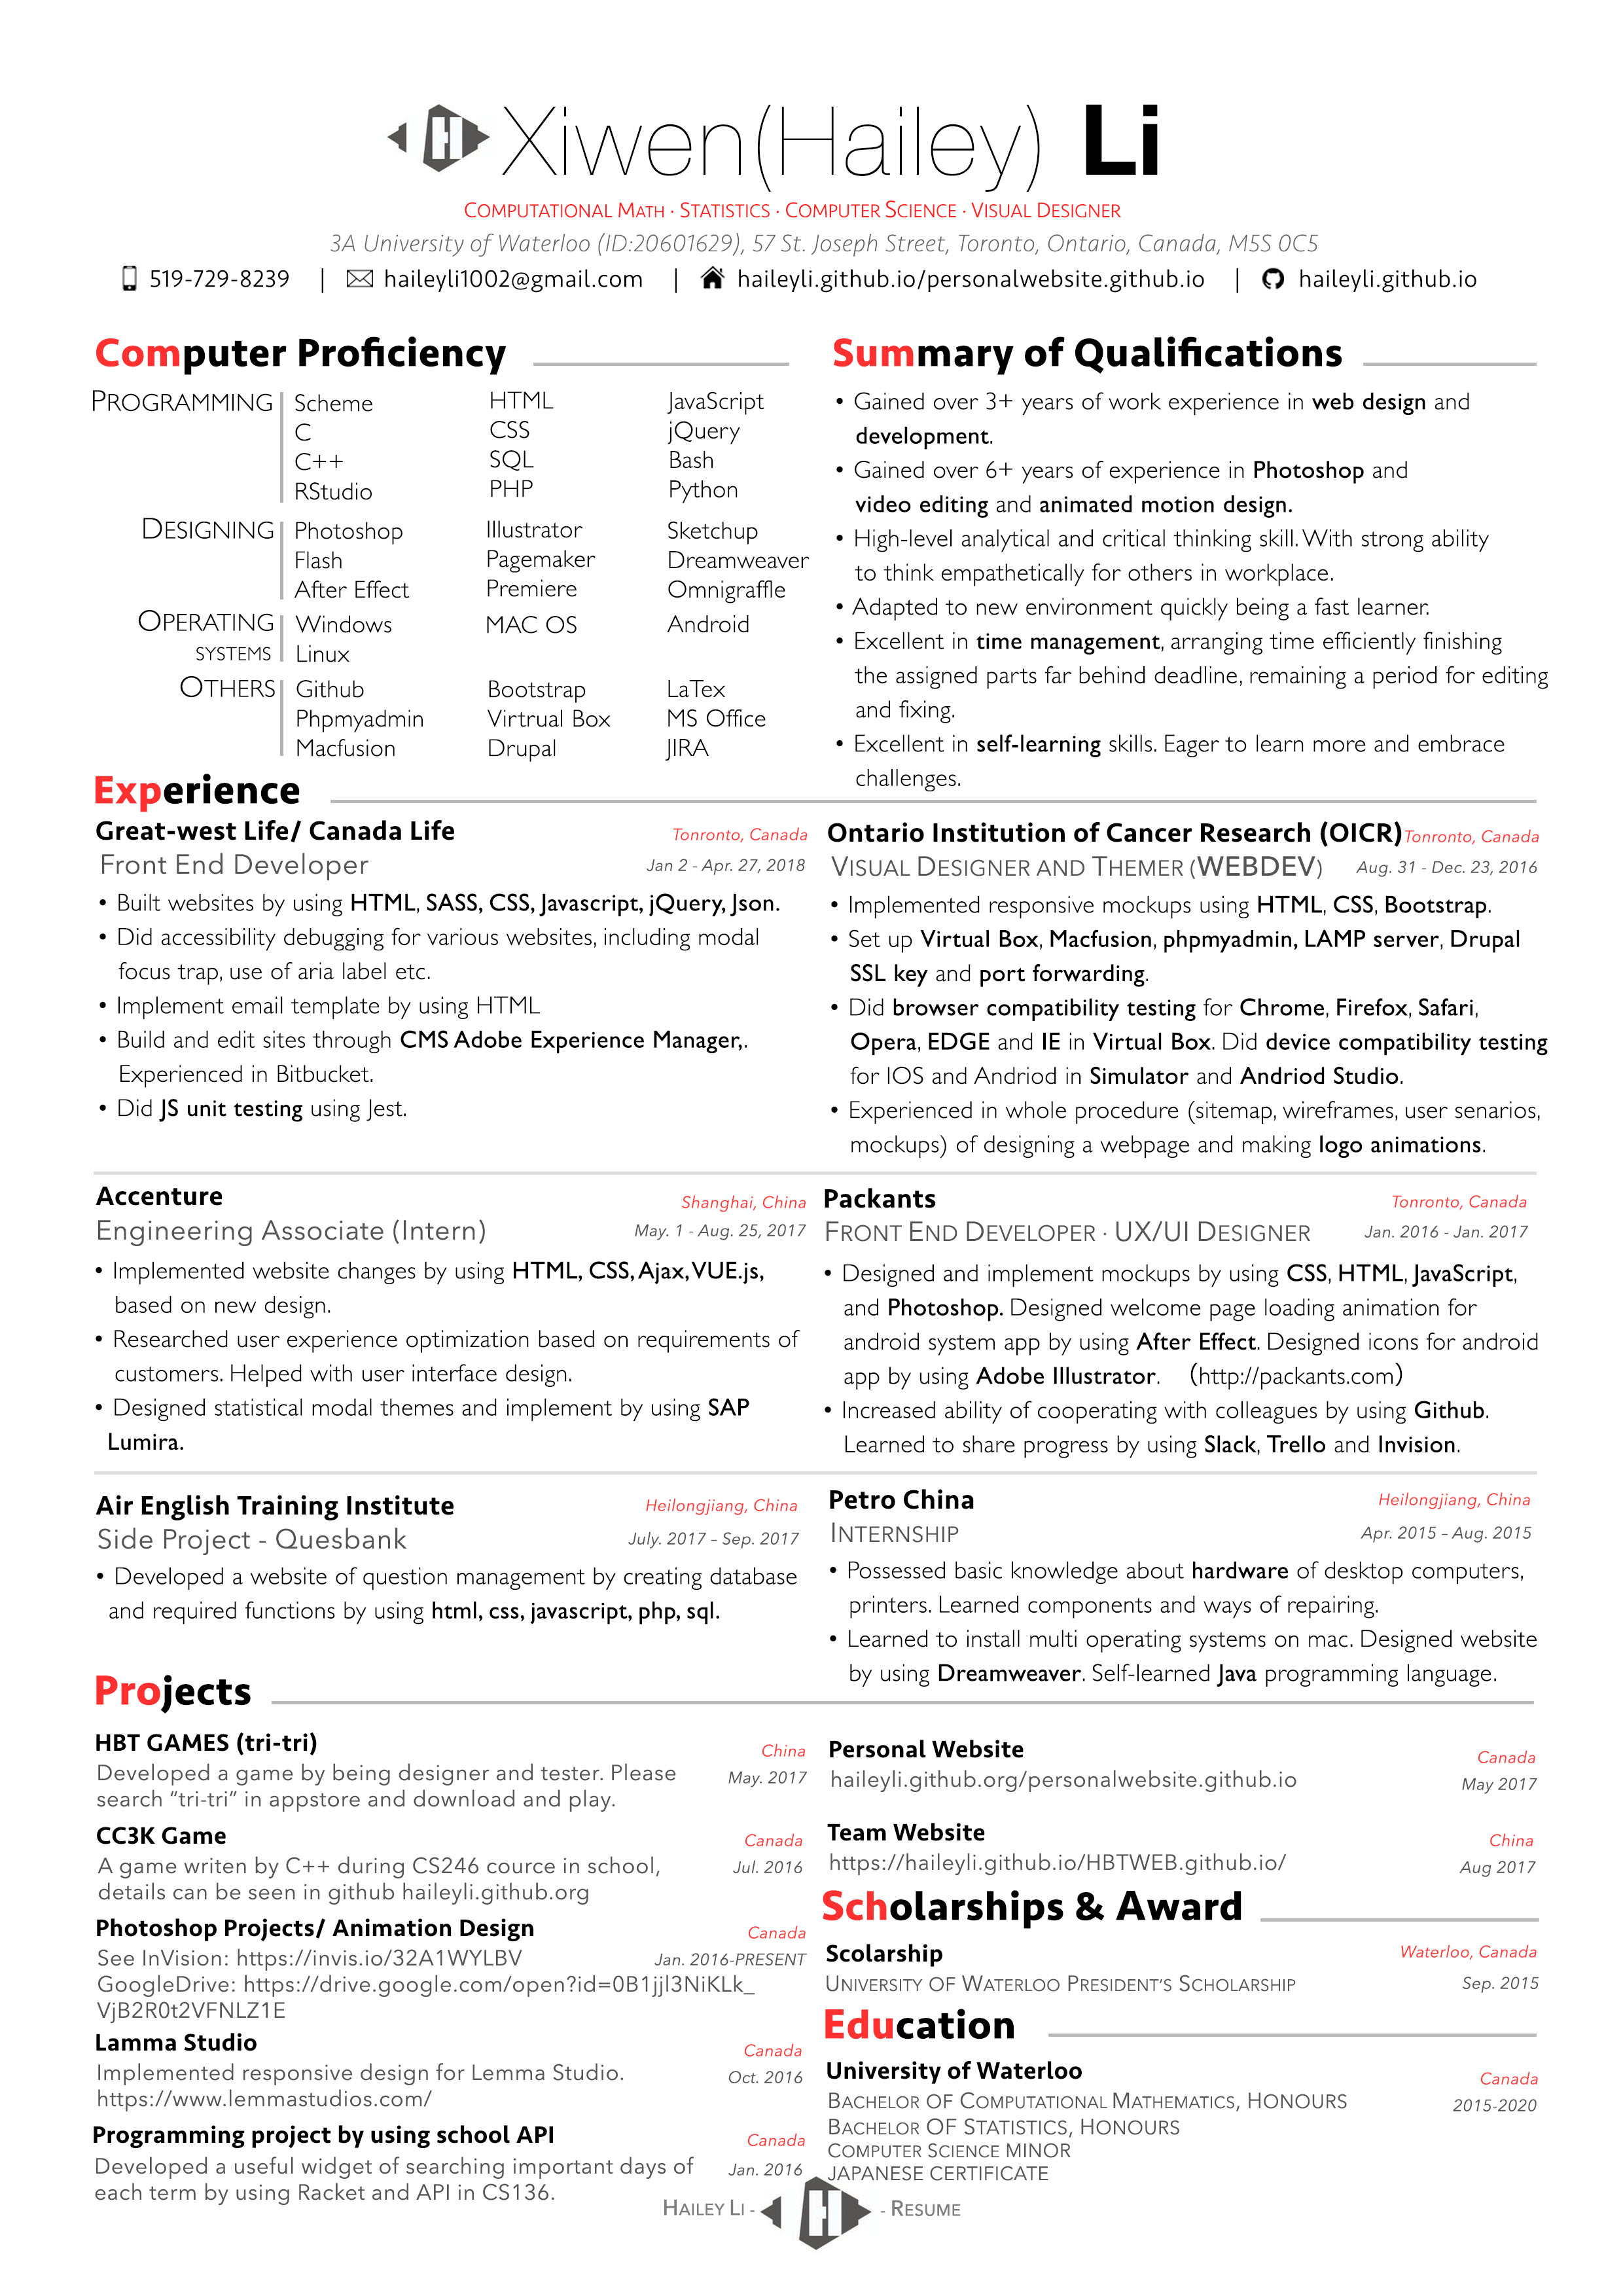 Xiwen(Hailey) Li
Computational Math · Statistics · Computer Science · Visual Designer
3A University of Waterloo (ID:20601629), 57 St. Joseph Street, Toronto, Ontario, Canada, M5S 0C5
519-729-8239 | haileyli1002@gmail.com | haileyli.github.io/personalwebsite.github.io | haileyli.github.io
Computer Proficiency
PROGRAMMING Scheme HTML JavaScript
C CSS jQuery
C++ SQL Bash
RStudio PHP Python
DESIGNING Photoshop Illustrator Sketchup
Flash Pagemaker Dreamweaver
After Effect Premiere Omnigraffle
OPERATING Windows MAC OS Android
SYSTEMS Linux
OTHERS Github Bootstrap LaTex
Phpmyadmin Virtrual Box MS Office
Macfusion Drupal JIRA
Summary of Qualifications
• Gained over 3+ years of work experience in web design and
development.
• Gained over 6+ years of experience in Photoshop and
video editing and animated motion design.
• High-level analytical and critical thinking skill. With strong ability
to think empathetically for others in workplace.
• Adapted to new environment quickly being a fast learner.
• Excellent in time management, arranging time efficiently finishing
the assigned parts far behind deadline, remaining a period for editing
and fixing.
• Excellent in self-learning skills. Eager to learn more and embrace
challenges.
Experience
Great-west Life/ Canada Life Tonronto, Canada
Front End Developer Jan 2 - Apr. 27, 2018
• Built websites by using HTML, SASS, CSS, Javascript, jQuery, Json.
• Did accessibility debugging for various websites, including modal
focus trap, use of aria label etc.
• Implement email template by using HTML
• Build and edit sites through CMS Adobe Experience Manager,.
Experienced in Bitbucket.
• Did JS unit testing using Jest.
Ontario Institution of Cancer Research (OICR) Tonronto, Canada
Visual Designer and Themer (WEBDEV) Aug. 31 - Dec. 23, 2016
• Implemented responsive mockups using HTML, CSS, Bootstrap.
• Set up Virtual Box, Macfusion, phpmyadmin, LAMP server, Drupal
SSL key and port forwarding.
• Did browser compatibility testing for Chrome, Firefox, Safari,
Opera, EDGE and IE in Virtual Box. Did device compatibility testing
for IOS and Andriod in Simulator and Andriod Studio.
• Experienced in whole procedure (sitemap, wireframes, user senarios,
mockups) of designing a webpage and making logo animations.
Accenture Shanghai, China
Engineering Associate (Intern) May. 1 - Aug. 25, 2017
• Implemented website changes by using HTML, CSS, Ajax, VUE.js,
based on new design.
• Researched user experience optimization based on requirements of
customers. Helped with user interface design.
• Designed statistical modal themes and implement by using SAP
Lumira.
Packants Tonronto, Canada
Front End Developer · UX/UI Designer Jan. 2016 - Jan. 2017
• Designed and implement mockups by using CSS, HTML, JavaScript,
and Photoshop. Designed welcome page loading animation for
android system app by using After Effect. Designed icons for android
app by using Adobe Illustrator. (http://packants.com)
• Increased ability of cooperating with colleagues by using Github.
Learned to share progress by using Slack, Trello and Invision.
Air English Training Institute Heilongjiang, China
Side Project - Quesbank July. 2017 – Sep. 2017
• Developed a website of question management by creating database
and required functions by using html, css, javascript, php, sql.
Petro China Heilongjiang, China
Internship Apr. 2015 – Aug. 2015
• Possessed basic knowledge about hardware of desktop computers,
printers. Learned components and ways of repairing.
• Learned to install multi operating systems on mac. Designed website
by using Dreamweaver. Self-learned Java programming language.
Projects
HBT GAMES (tri-tri) China
Developed a game by being designer and tester. Please May. 2017
search “tri-tri” in appstore and download and play.
CC3K Game Canada
A game writen by C++ during CS246 cource in school, Jul. 2016
details can be seen in github haileyli.github.org
Photoshop Projects/ Animation Design Canada
See InVision: https://invis.io/32A1WYLBV Jan. 2016-PRESENT
GoogleDrive: https://drive.google.com/open?id=0B1jjl3NiKLk_
VjB2R0t2VFNLZ1E
Lamma Studio Canada
Implemented responsive design for Lemma Studio. Oct. 2016
https://www.lemmastudios.com/
Programming project by using school API Canada
Developed a useful widget of searching important days of Jan. 2016
each term by using Racket and API in CS136.
Personal Website Canada
haileyli.github.org/personalwebsite.github.io May 2017
Team Website China
https://haileyli.github.io/HBTWEB.github.io/ Aug 2017
Scholarships & Award
Scolarship Waterloo, Canada
University of Waterloo President's Scholarship Sep. 2015
Education
University of Waterloo Canada
Bachelor of Computational Mathematics, HONOURS 2015-2020
Bachelor OF Statistics, HONOURS
Computer Science MINOR
JAPANESE CERTIFICATE
Hailey Li - H - Resume